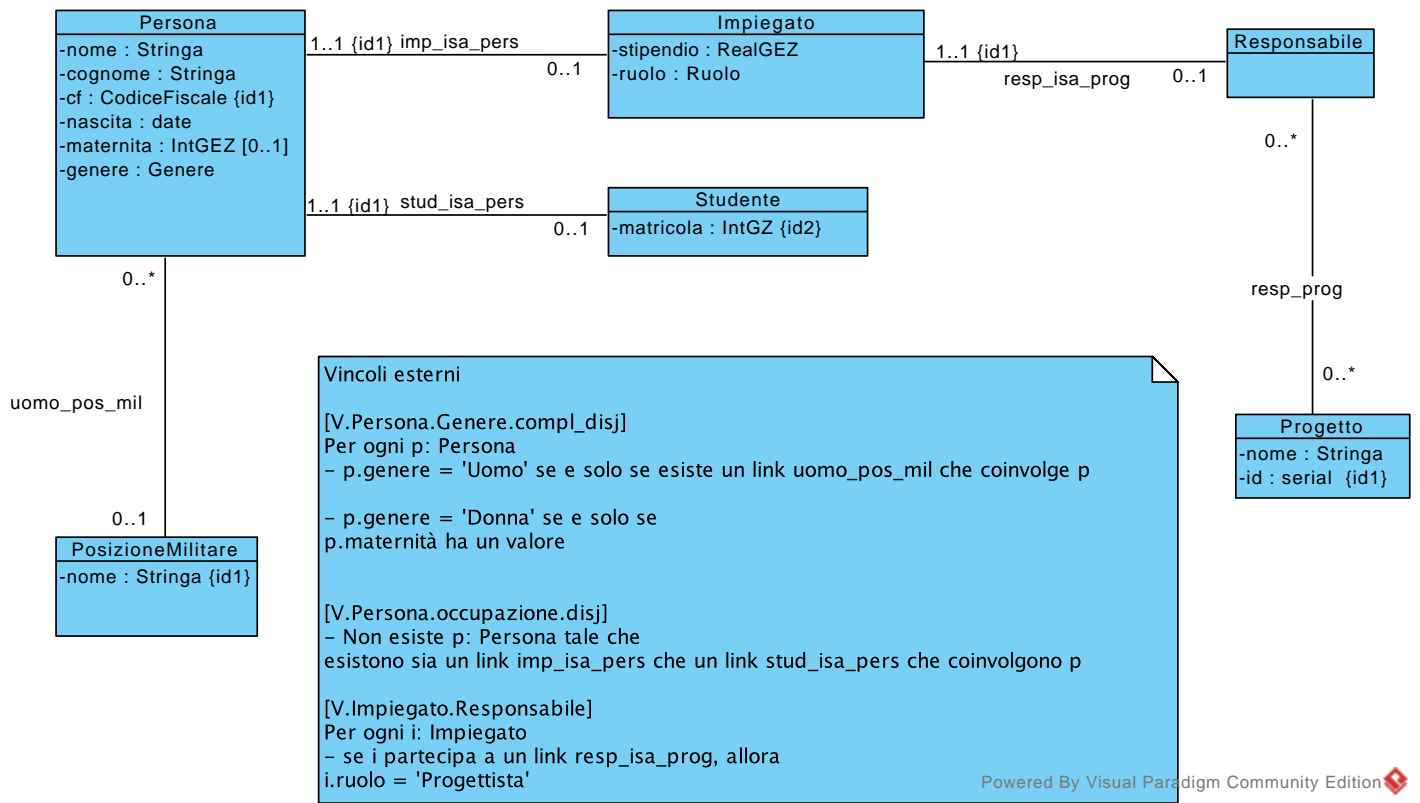 Persona
-nome : Stringa
-cognome : Stringa
-cf : CodiceFiscale {id1}
-nascita : date
-maternita : IntGEZ [0..1]
-genere : Genere
1..1 {id1} imp_isa_pers
0..1
Impiegato
-stipendio : RealGEZ
-ruolo : Ruolo
1..1 {id1}
resp_isa_prog
0..1
Responsabile
1..1 {id1} stud_isa_pers
0..1
Studente
-matricola : IntGZ {id2}
0..*
resp_prog
0..*
Progetto
-nome : Stringa
-id : serial {id1}
0..*
uomo_pos_mil
0..1
PosizioneMilitare
-nome : Stringa {id1}
Vincoli esterni
[V.Persona.Genere.compl_disj]
Per ogni p: Persona
– p.genere = 'Uomo' se e solo se esiste un link uomo_pos_mil che coinvolge p
– p.genere = 'Donna' se e solo se
p.maternità ha un valore
[V.Persona.occupazione.disj]
– Non esiste p: Persona tale che
esistono sia un link imp_isa_pers che un link stud_isa_pers che coinvolgono p
[V.Impiegato.Responsabile]
Per ogni i: Impiegato
– se i partecipa a un link resp_isa_prog, allora
i.ruolo = 'Progettista'
Powered By Visual Paradigm Community Edition